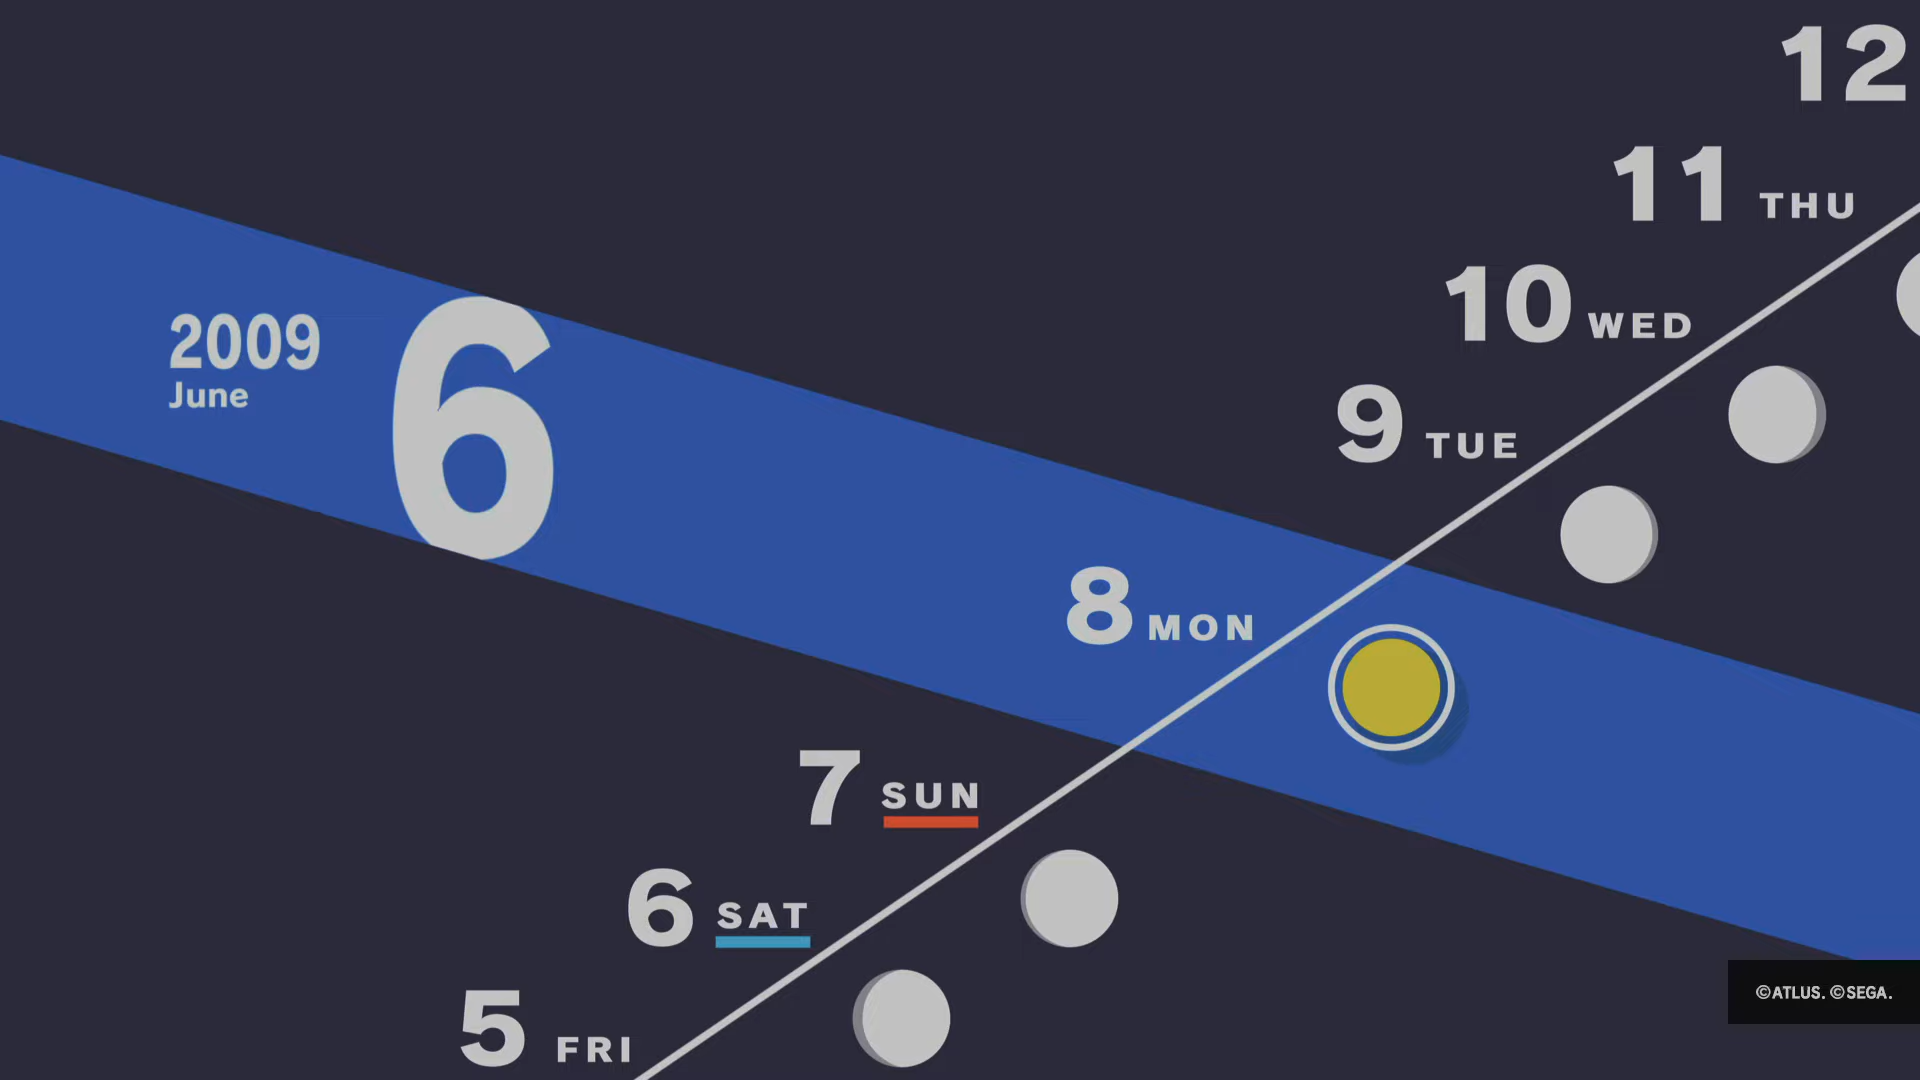 2009
June
6
12
11 THU
10 WED
9 TUE
8 MON
7 SUN
6 SAT
5 FRI
©ATLUS. ©SEGA.